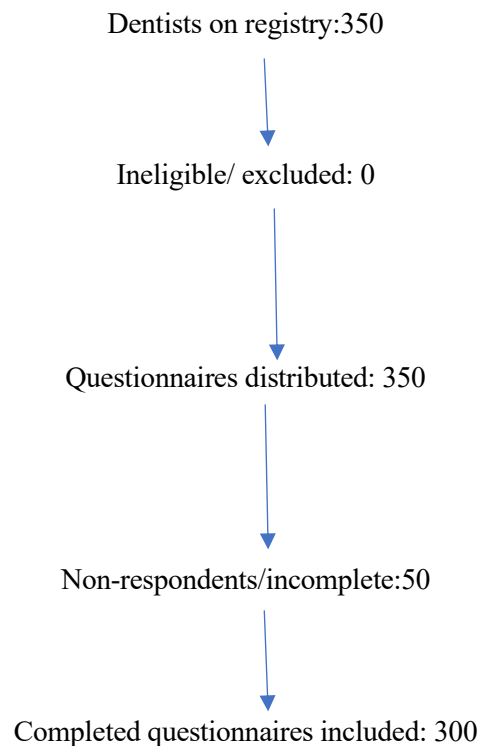 Dentists on registry:350
Ineligible/ excluded: 0
Questionnaires distributed: 350
Non-respondents/incomplete:50
Completed questionnaires included: 300